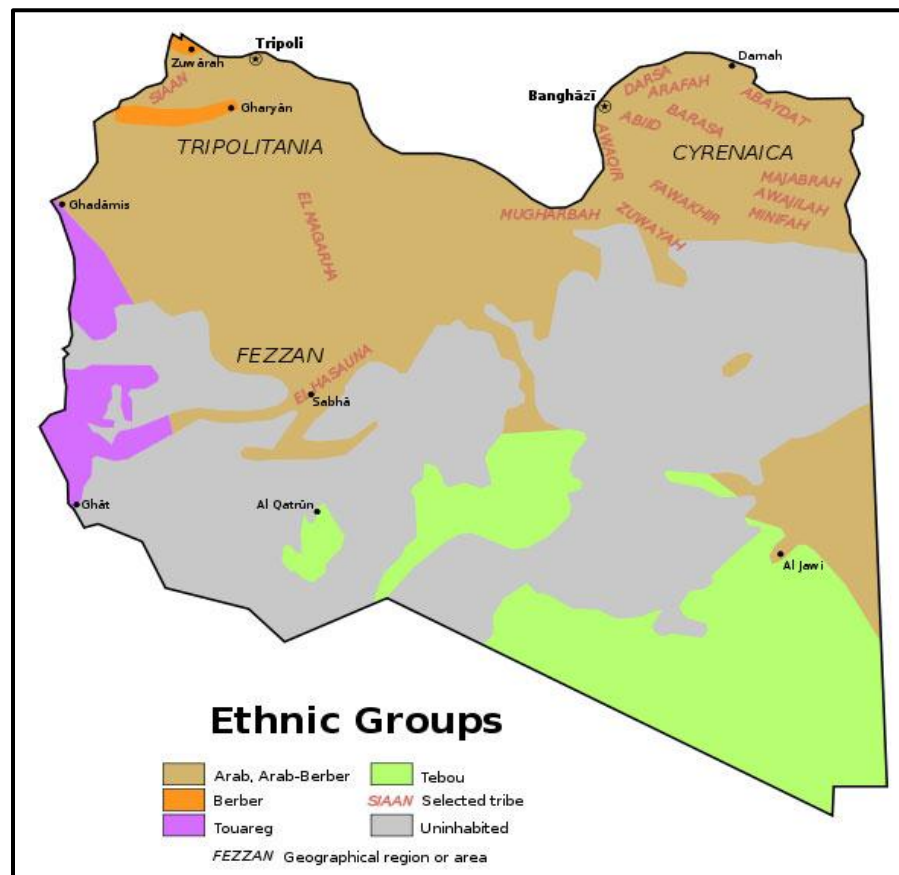 Tripoli
Zuwārah
Damah
SIAAN
DARSA
ARAFAH
ABAYDAT
Banghāzī
Gharyān
ABIID
BARASA
AWAQIR
TRIPOLITANIA
CYRENAICA
MAJABRAH
AWAJILAH
MINIFAH
Ghadāmis
EL MAGARHA
MUGHARBAH
ZUWAYAH
FAWAKHIR
FEZZAN
EL HASAUNA
Sabhā
Ghāt
Al Qatrūn
Al Jawi
Ethnic Groups
Arab, Arab-Berber
Tebou
Berber
SIAAN Selected tribe
Touareg
Uninhabited
FEZZAN Geographical region or area